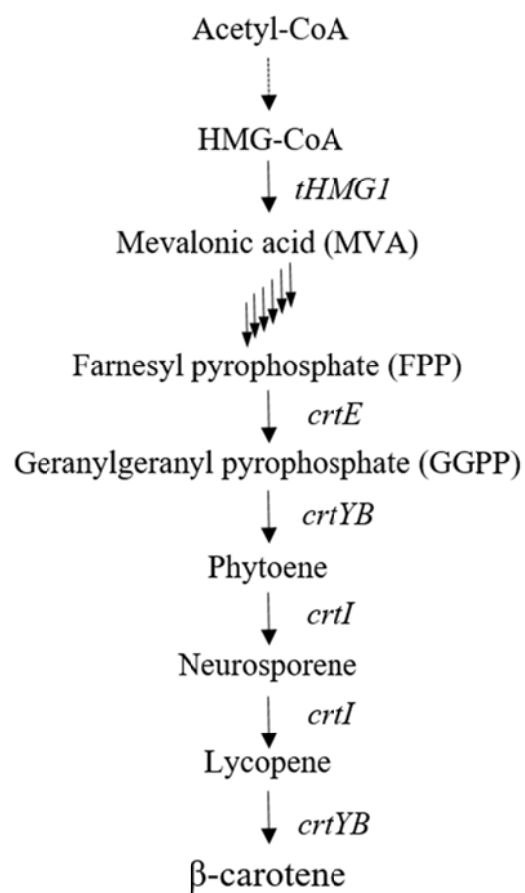 Acetyl-CoA
HMG-CoA
tHMG1
Mevalonic acid (MVA)
Farnesyl pyrophosphate (FPP)
crtE
Geranylgeranyl pyrophosphate (GGPP)
crtYB
Phytoene
crtI
Neurosporene
crtI
Lycopene
crtYB
β-carotene